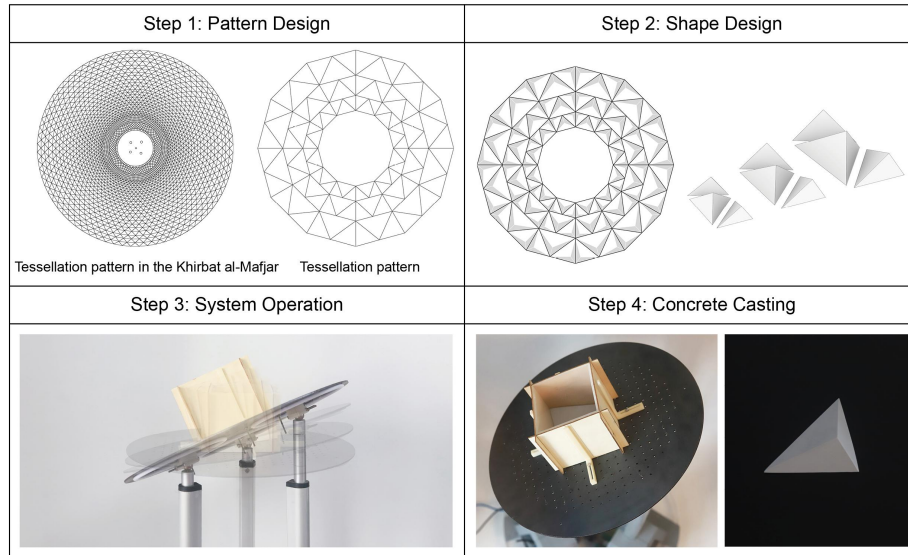 Step 1: Pattern Design
Step 2: Shape Design
Tessellation pattern in the Khirbat al-Mafjar
Tessellation pattern
Step 3: System Operation
Step 4: Concrete Casting